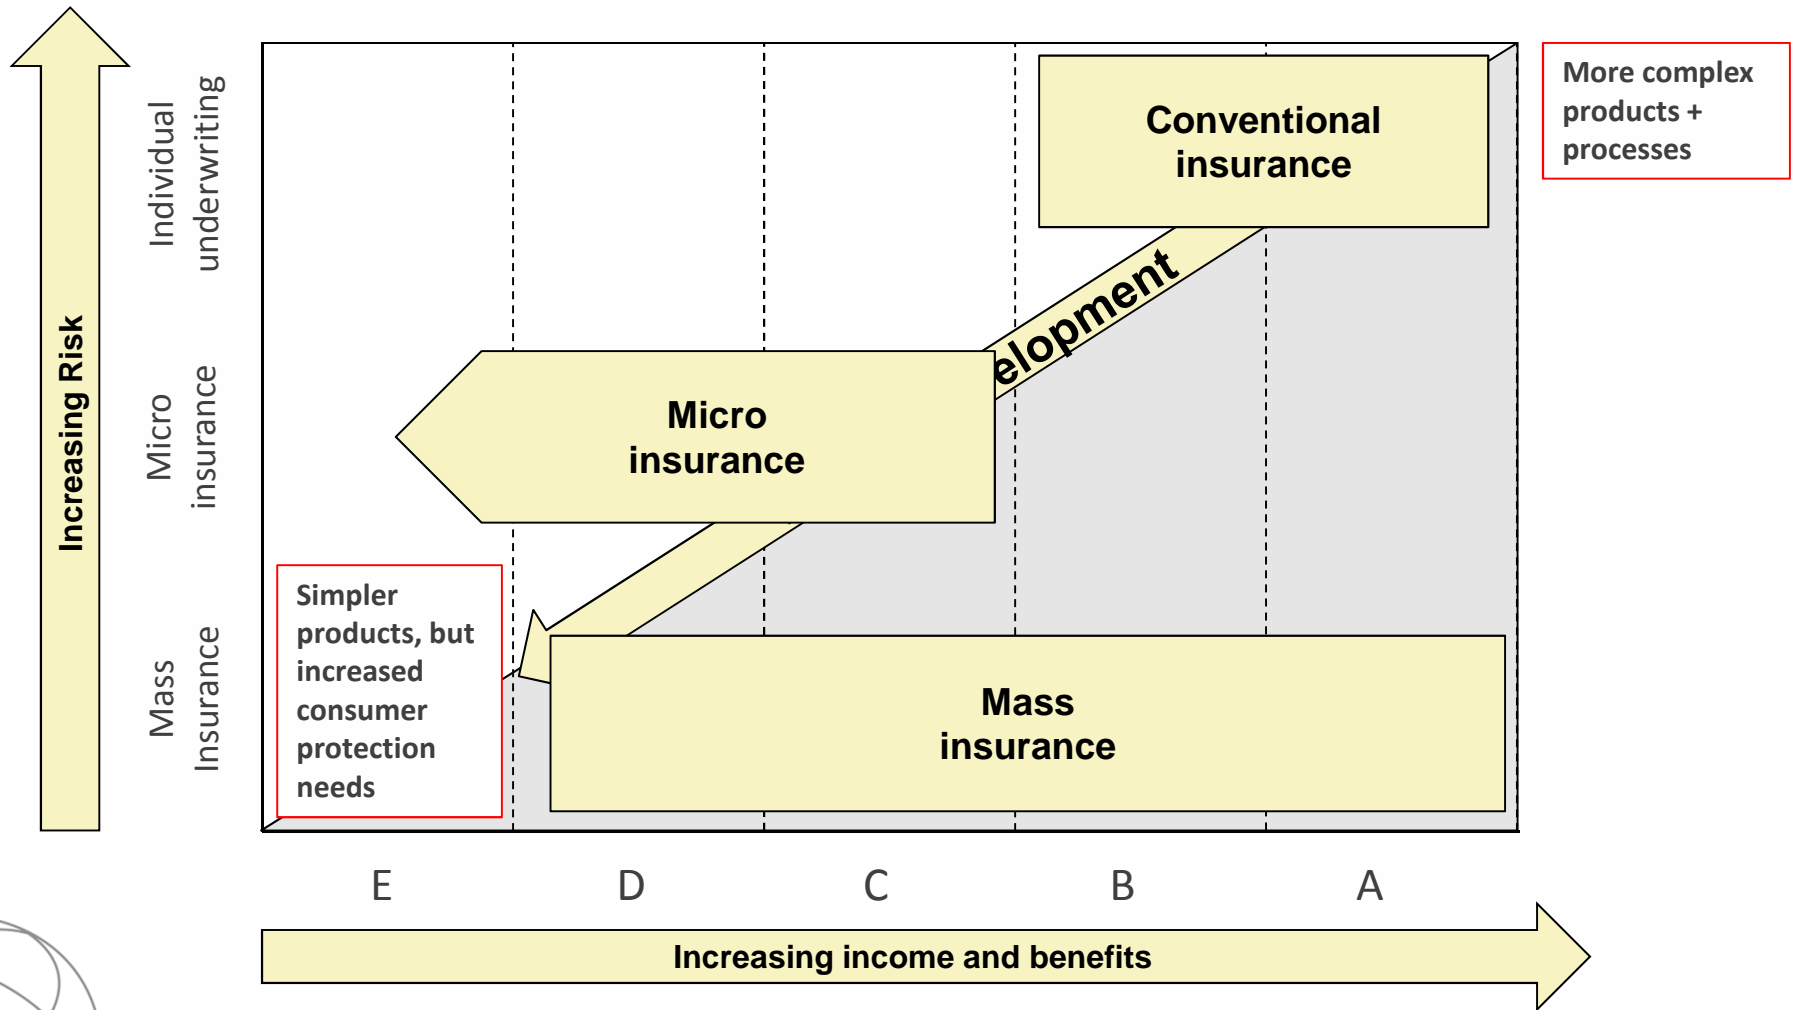 Individual
underwriting
Conventional
insurance
More complex
products +
processes
Increasing Risk
elopment
Micro
insurance
Micro
insurance
Simpler
products, but
increased
consumer
protection
needs
Mass
Insurance
Mass
insurance
E
D
C
B
A
Increasing income and benefits